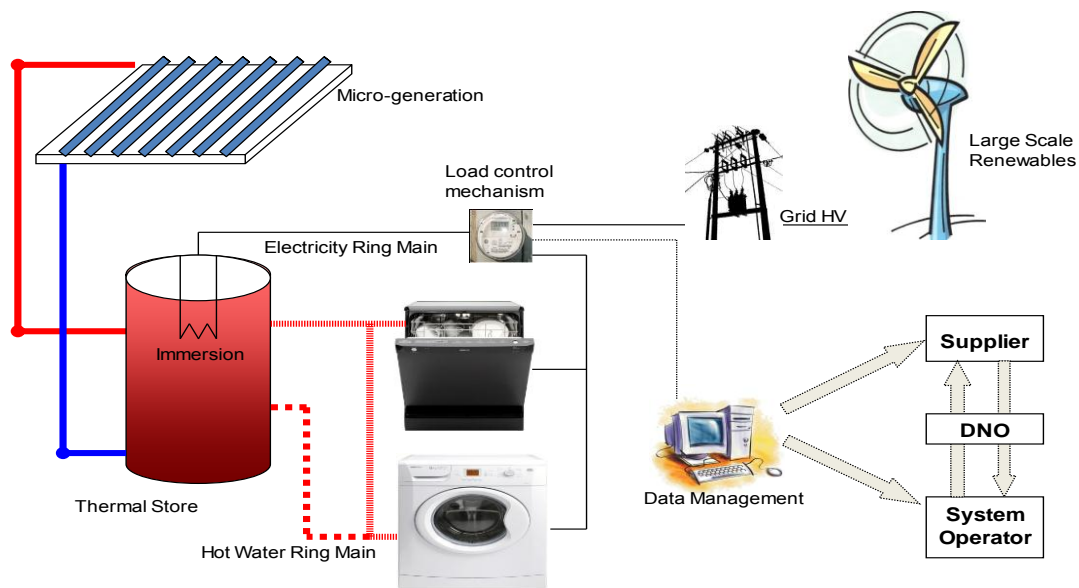 Micro-generation
Large Scale
Renewables
Load control
mechanism
Grid HV
Electricity Ring Main
Immersion
Supplier
DNO
Data Management
Thermal Store
System
Operator
Hot Water Ring Main